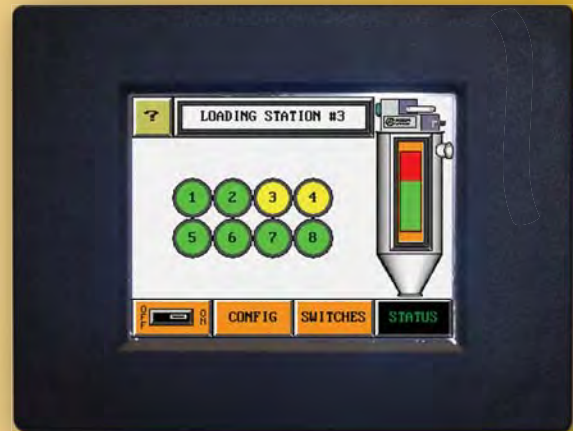 ?
LOADING STATION #3
1 2 3 4
5 6 7 8
OFF ON CONFIG SWITCHES STATUS